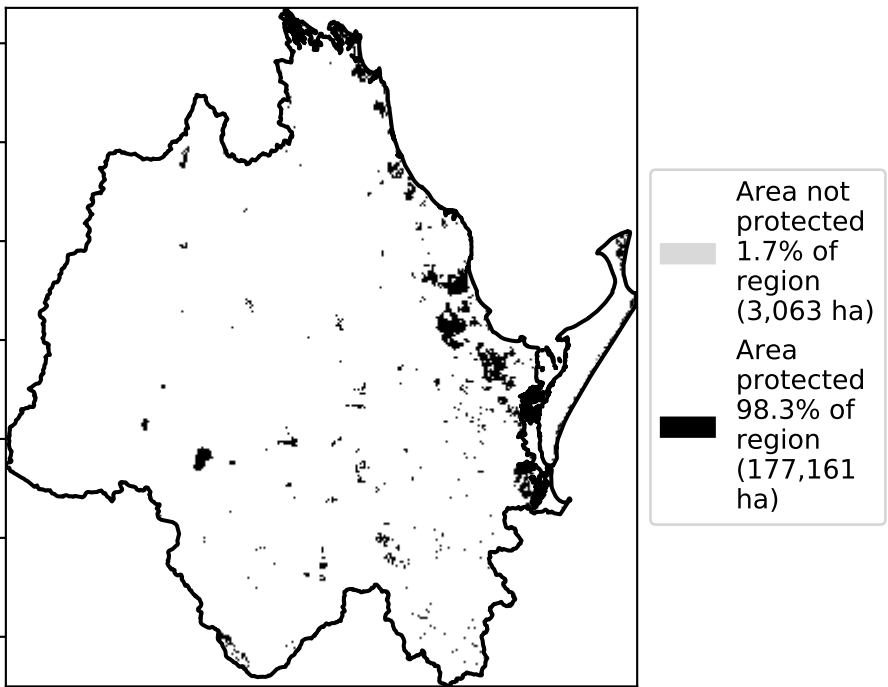 Area not
protected
1.7% of
region
(3,063 ha)
Area
protected
98.3% of
region
(177,161
ha)